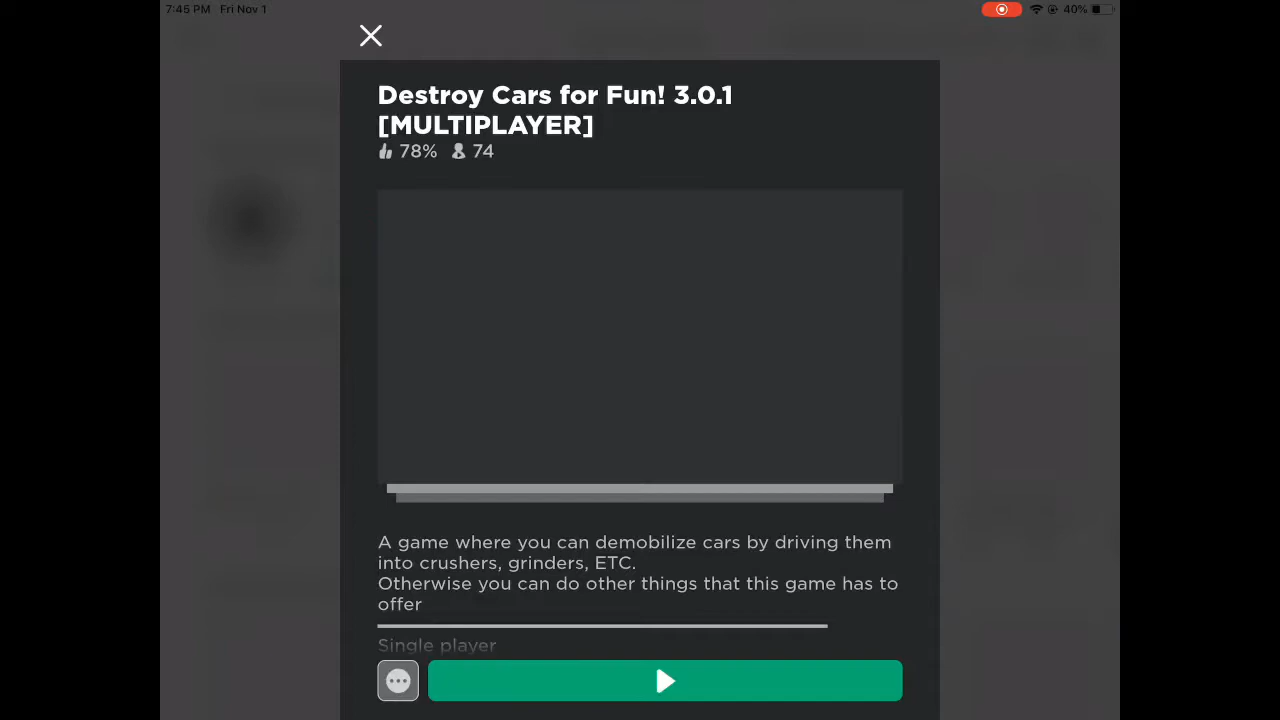 7:45 PM Fri Nov 1
40%
Destroy Cars for Fun! 3.0.1
[MULTIPLAYER]
78% 74
A game where you can demobilize cars by driving them
into crushers, grinders, ETC.
Otherwise you can do other things that this game has to
offer
Single player